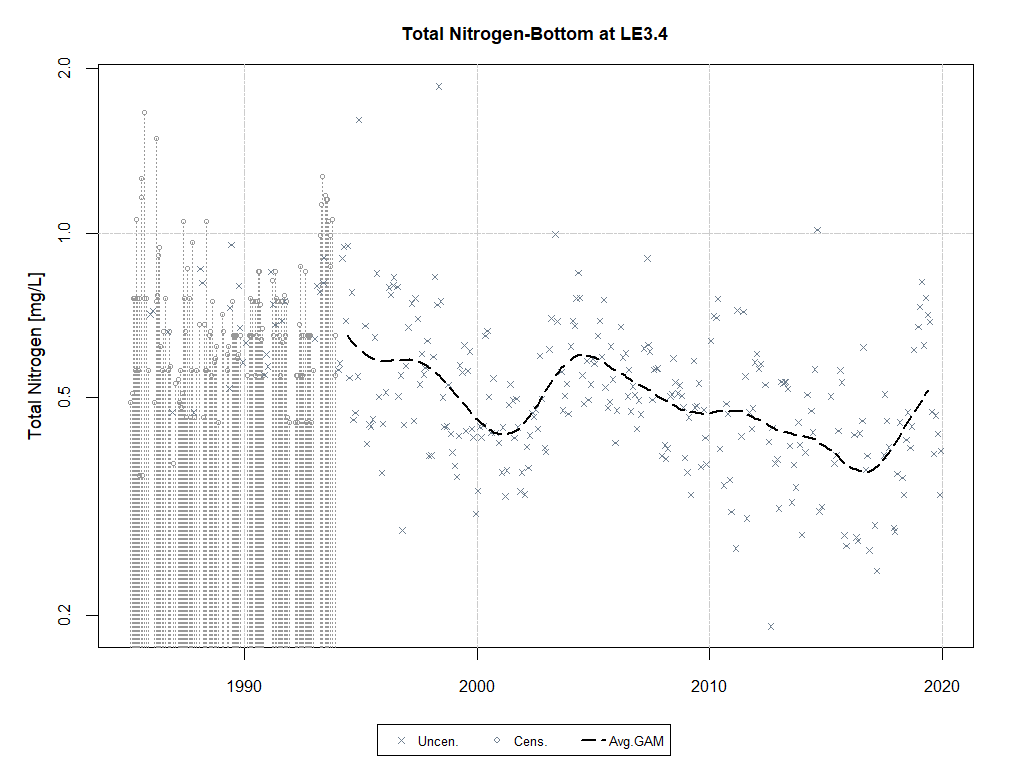 Total Nitrogen-Bottom at LE3.4
Total Nitrogen [mg/L]
2.0
1.0
0.5
0.2
1990 2000 2010 2020
Uncen. Cens. Avg.GAM